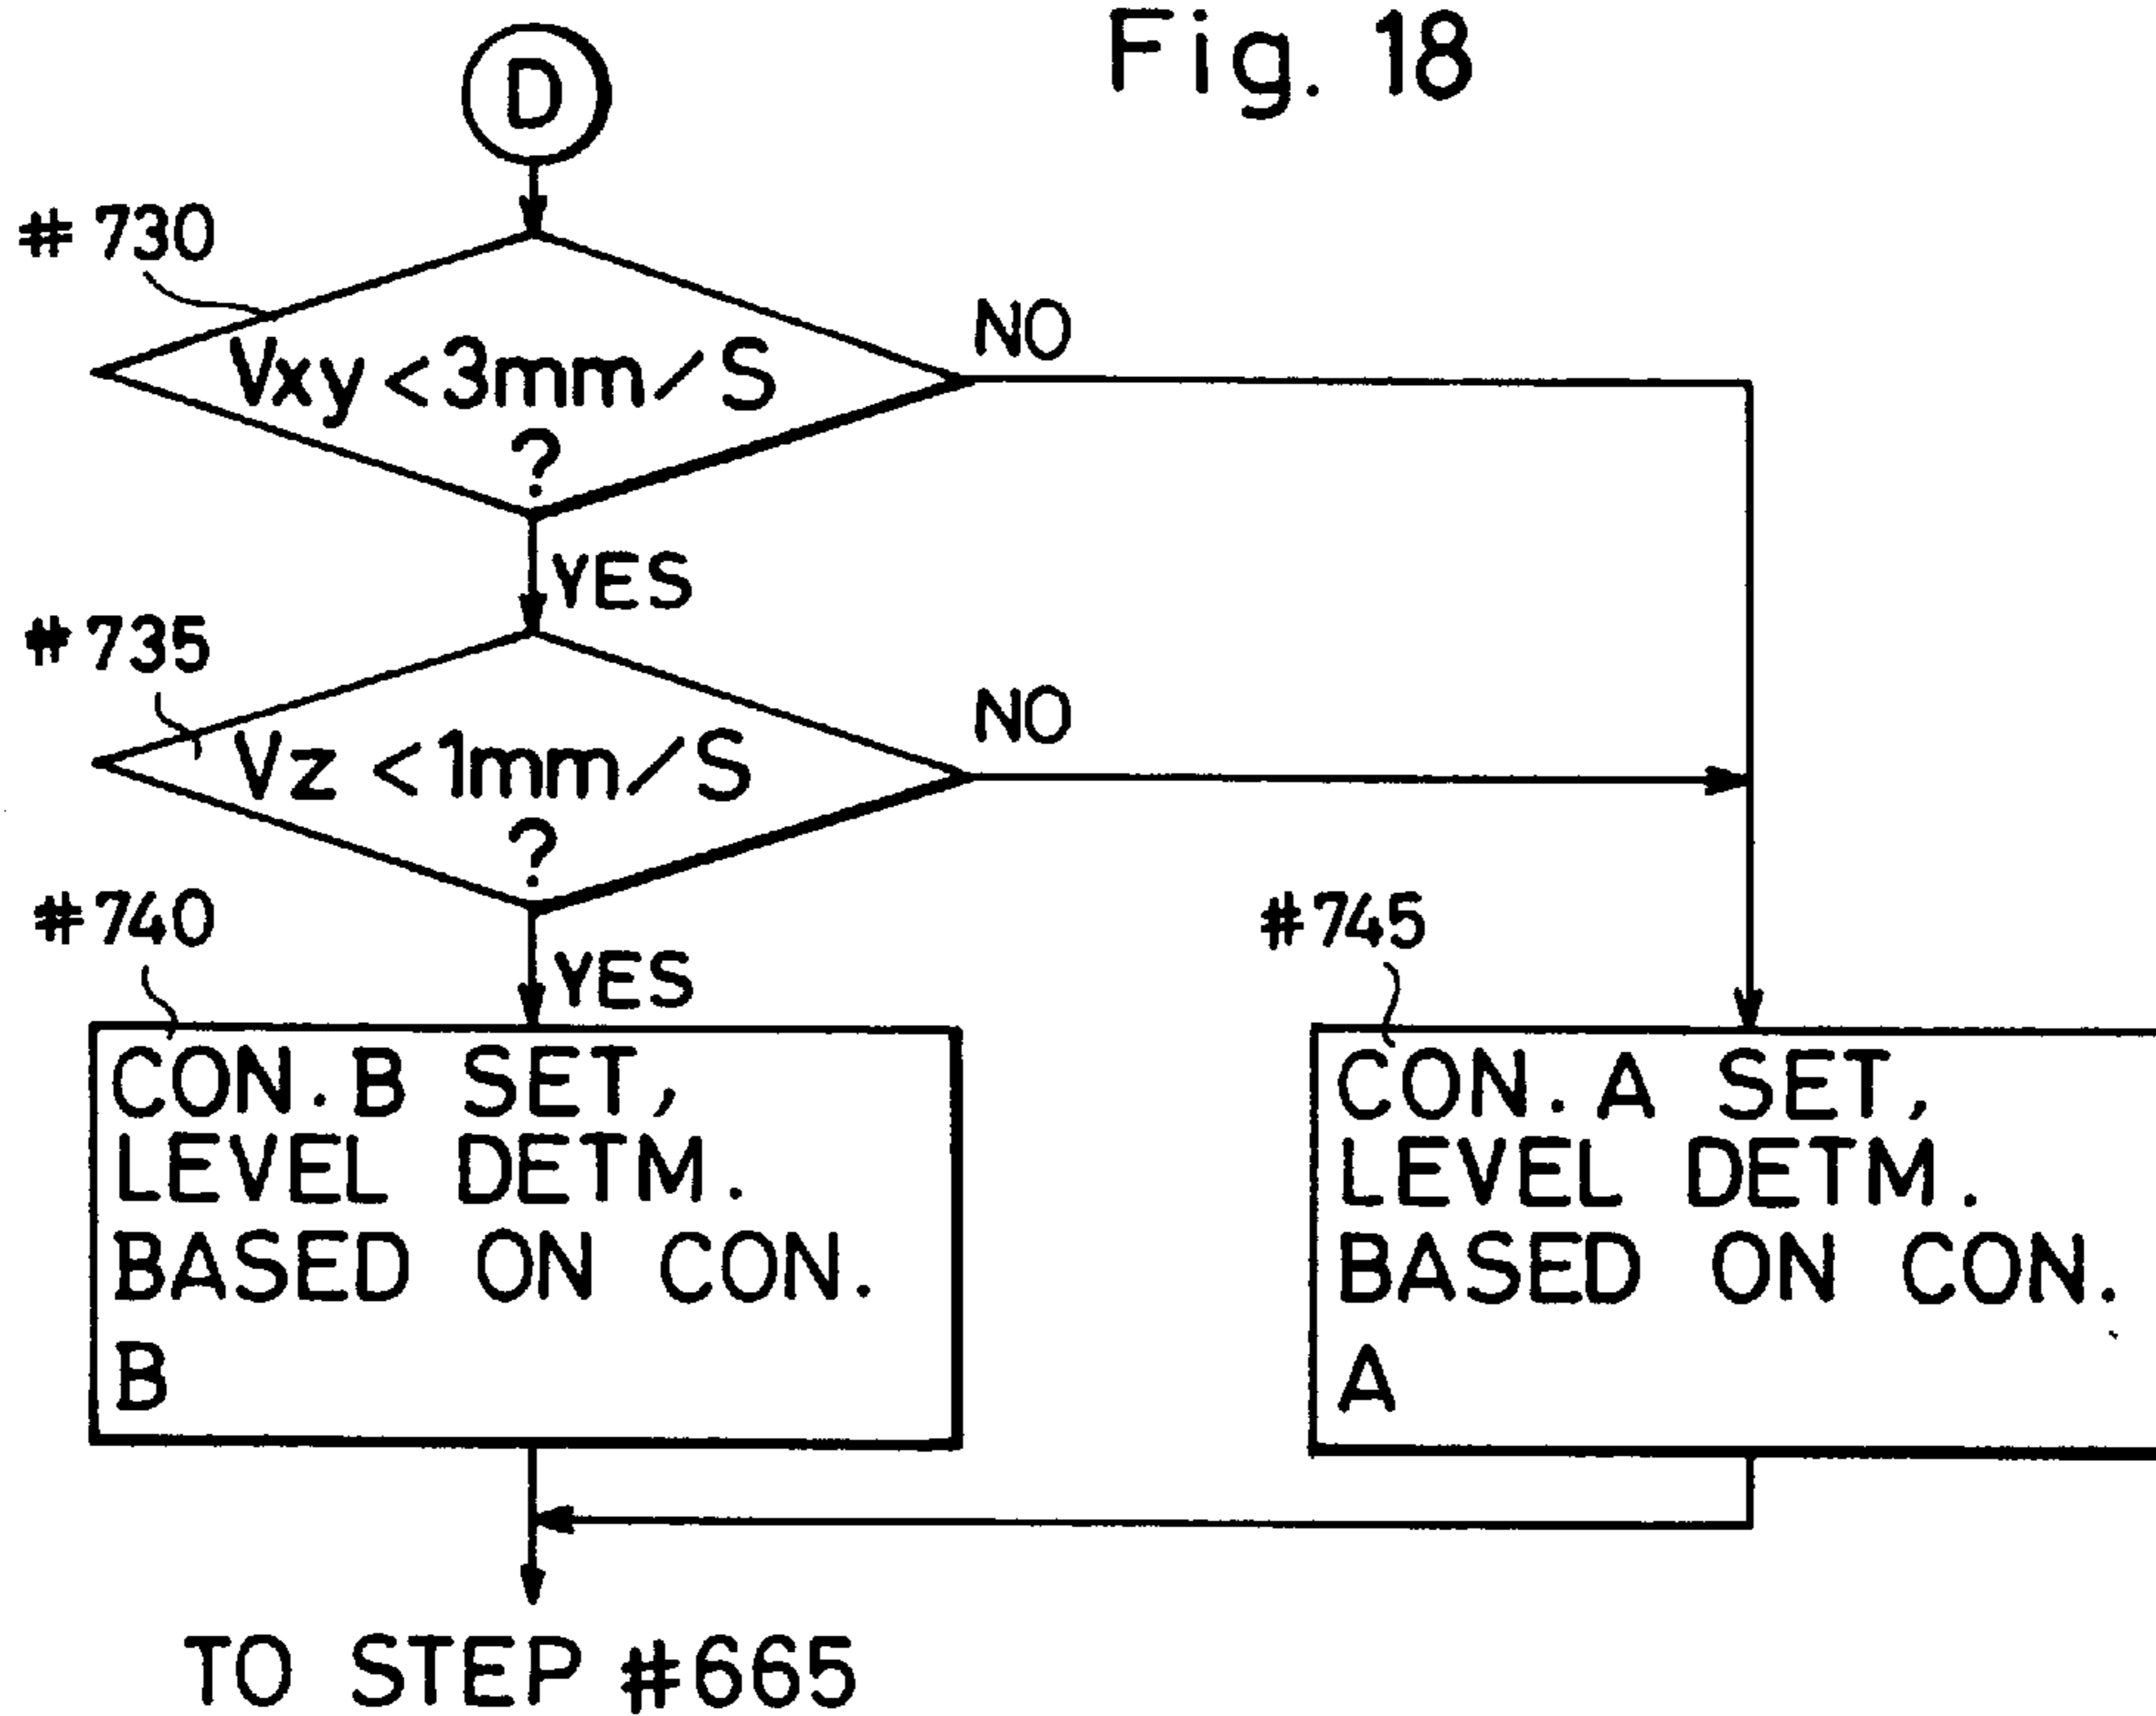 Fig. 18
D
#730
Vxy<3mm/S
?
NO
YES
#735
Vz <1mm/S
?
NO
YES
#740
CON.B SET,
LEVEL DETM.
BASED ON CON.
B
#745
CON. A SET,
LEVEL DETM.
BASED ON CON.
A
TO STEP #665